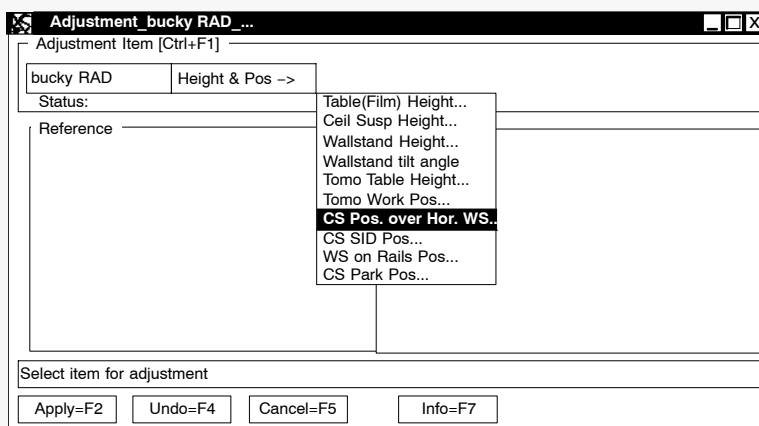 Adjustment_bucky RAD_...
Adjustment Item [Ctrl+F1]
bucky RAD
Height & Pos ->
Status:
Table(Film) Height...
Ceil Susp Height...
Wallstand Height...
Wallstand tilt angle
Tomo Table Height...
Tomo Work Pos...
CS Pos. over Hor. WS..
CS SID Pos...
WS on Rails Pos...
CS Park Pos...
Reference
Select item for adjustment
Apply=F2
Undo=F4
Cancel=F5
Info=F7